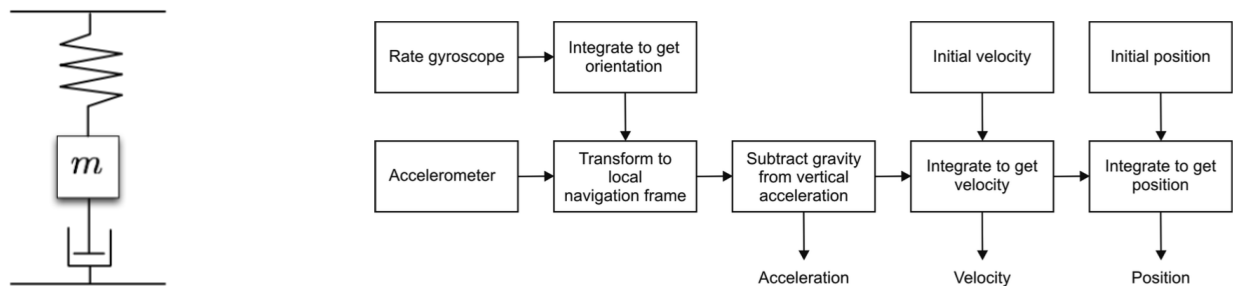 m
Rate gyroscope
Integrate to get
orientation
Initial velocity
Initial position
Accelerometer
Transform to
local
navigation frame
Subtract gravity
from vertical
acceleration
Integrate to get
velocity
Integrate to get
position
Acceleration
Velocity
Position